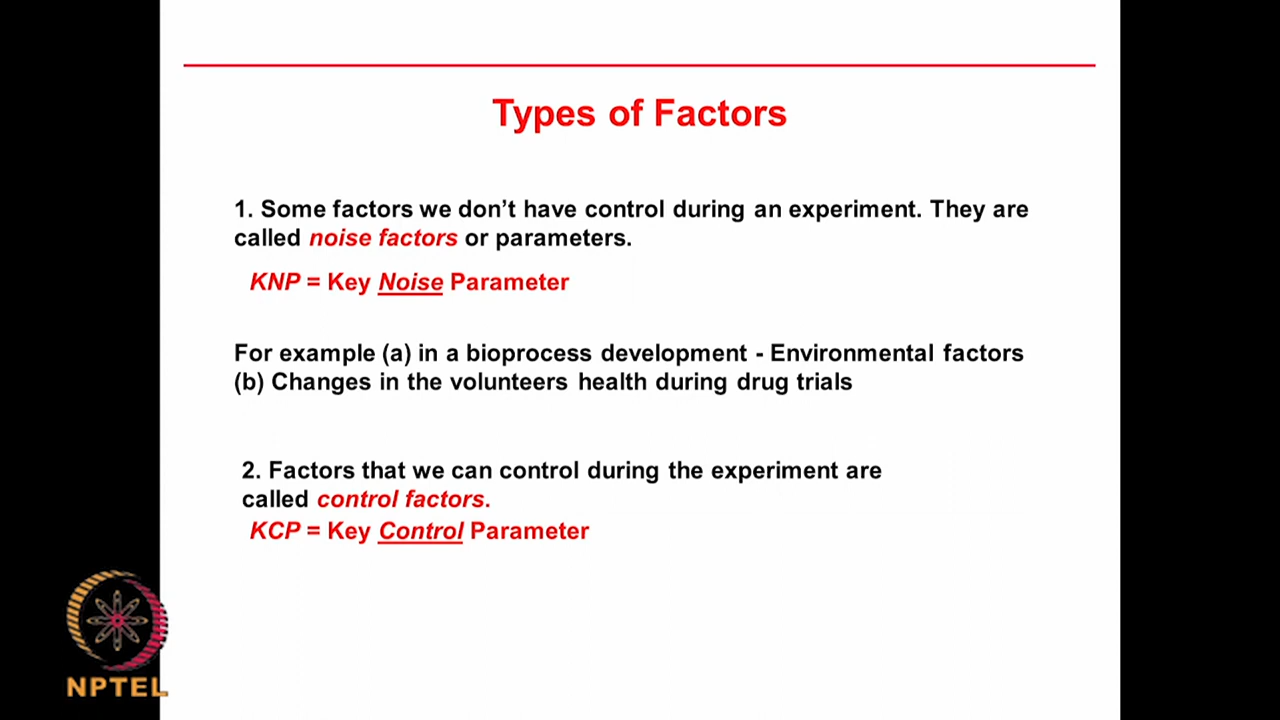 Types of Factors
1. Some factors we don’t have control during an experiment. They are
called noise factors or parameters.
KNP = Key Noise Parameter
For example (a) in a bioprocess development - Environmental factors
(b) Changes in the volunteers health during drug trials
2. Factors that we can control during the experiment are
called control factors.
KCP = Key Control Parameter
NPTEL